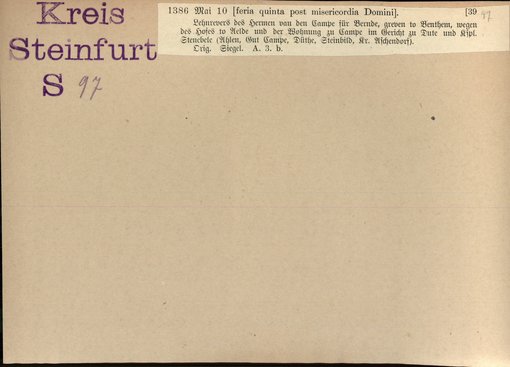 Kreis
Steinfurt
S 97
1386 Mai 10 [feria quinta post misericordia Domini]. [39 97
Lehnrevers des Hermen van den Campe für Bernde, greven to Benthem, wegen
des Hofes to Aelde und der Wohnung zu Campe im Gericht zu Dute und Kspl.
Stenebele (Ahlen, Gut Campe, Düthe, Steinbild, Kr. Aschendorf).
Orig. Siegel. A. 3. b.